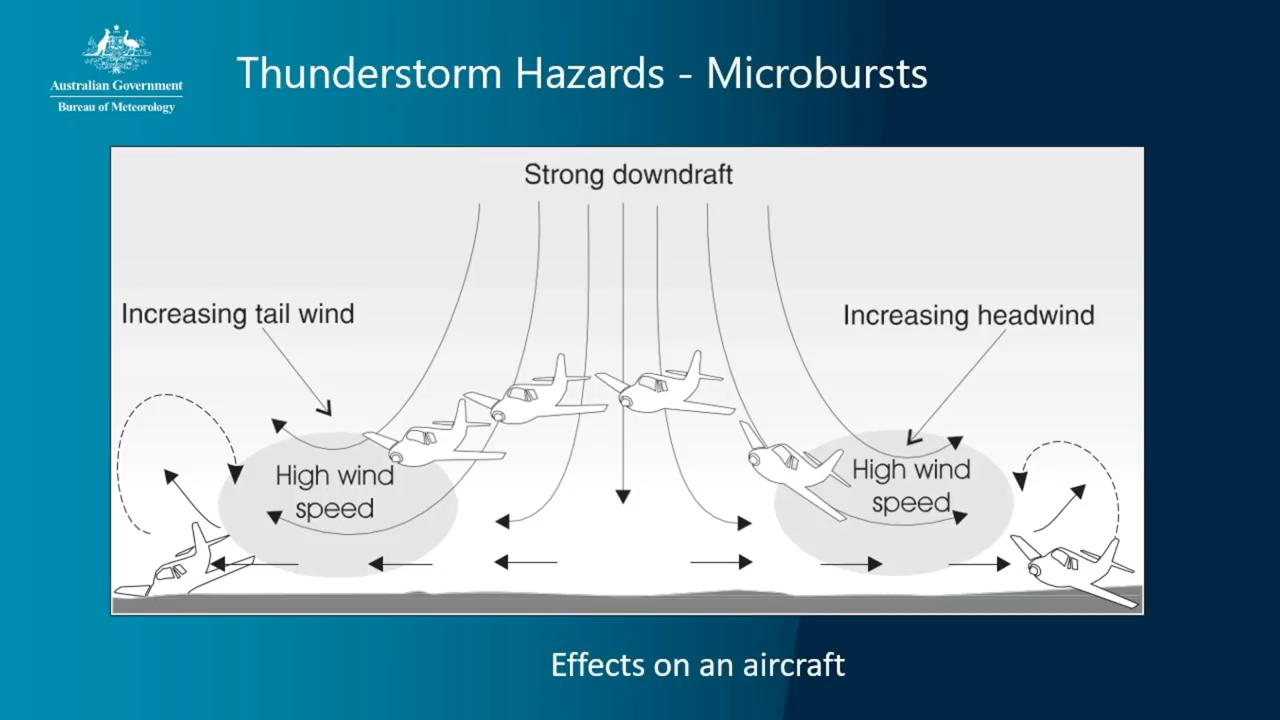 Australian Government
Bureau of Meteorology
Thunderstorm Hazards - Microbursts
Strong downdraft
Increasing tail wind
Increasing headwind
High wind
speed
High wind
speed
Effects on an aircraft